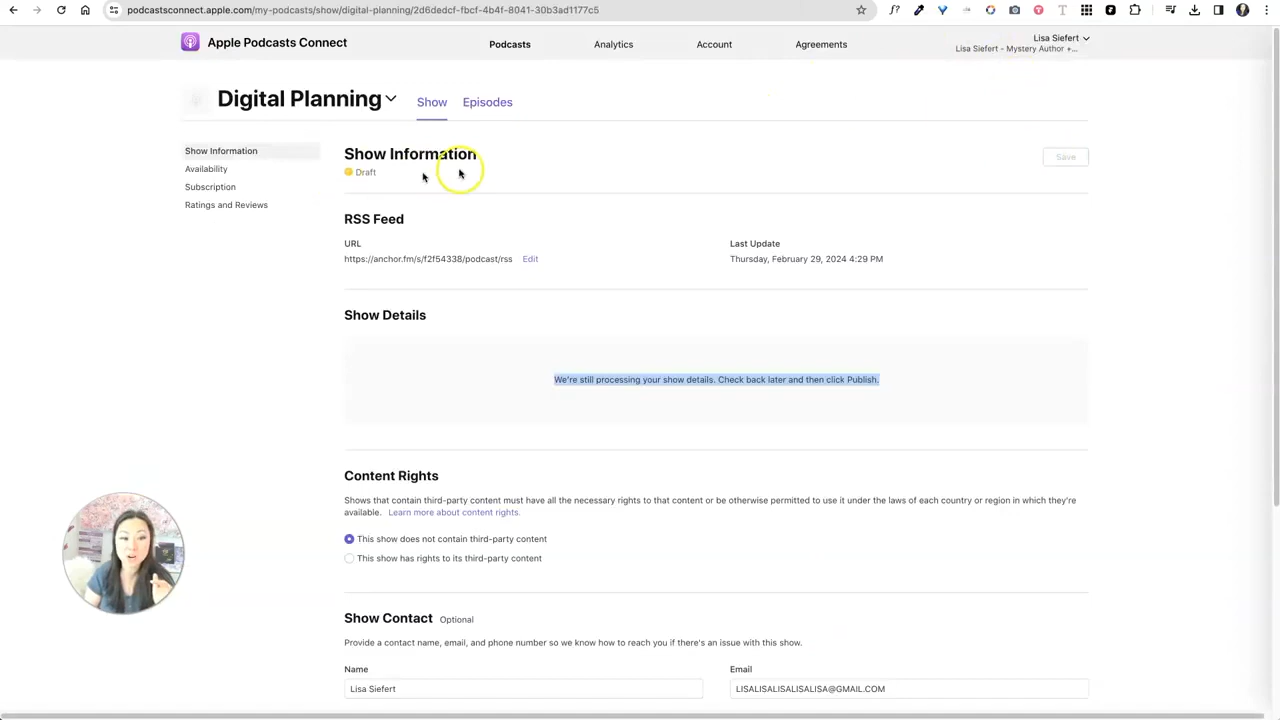 podcastsconnect.apple.com/my-podcasts/show/digital-planning/2d6dedcf-fbcf-4b4f-8041-30b3ad1177c5
Apple Podcasts Connect
Podcasts
Analytics
Account
Agreements
Lisa Siefert
Lisa Siefert - Mystery Author +...
Digital Planning
Show
Episodes
Show Information
Availability
Subscription
Ratings and Reviews
Show Information
Save
Draft
RSS Feed
URL
Last Update
https://anchor.fm/s/f2f54338/podcast/rss Edit
Thursday, February 29, 2024 4:29 PM
Show Details
We're still processing your show details. Check back later and then click Publish.
Content Rights
Shows that contain third-party content must have all the necessary rights to that content or be otherwise permitted to use it under the laws of each country or region in which they're
available. Learn more about content rights.
This show does not contain third-party content
This show has rights to its third-party content
Show Contact Optional
Provide a contact name, email, and phone number so we know how to reach you if there's an issue with this show.
Name
Email
Lisa Siefert
LISALISALISALISALISA@GMAIL.COM